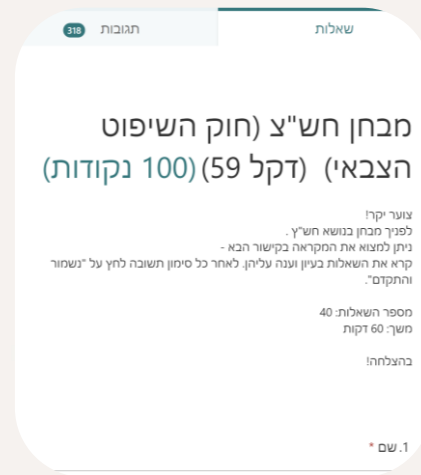 שאלות
תגובות 318
מבחן חש"צ (חוק השיפוט
הצבאי) (דקל 59) (100 נקודות)
צוער יקר!
לפניך מבחן בנושא חש"ץ .
ניתן למצוא את המקראה בקישור הבא -
קרא את השאלות בעיון וענה עליהן. לאחר כל סימון תשובה לחץ על "נשמור
והתקדם".
מספר השאלות: 40
משך: 60 דקות
בהצלחה!
1. שם *